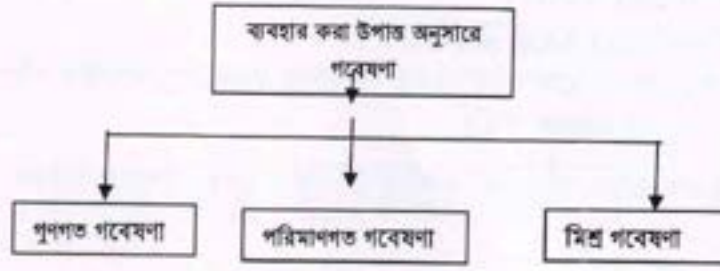 ব্যবহার করা উপাত্ত অনুসারে
গবেষণা
গুণগত গবেষণা
পরিমাণগত গবেষণা
মিশ্র গবেষণা